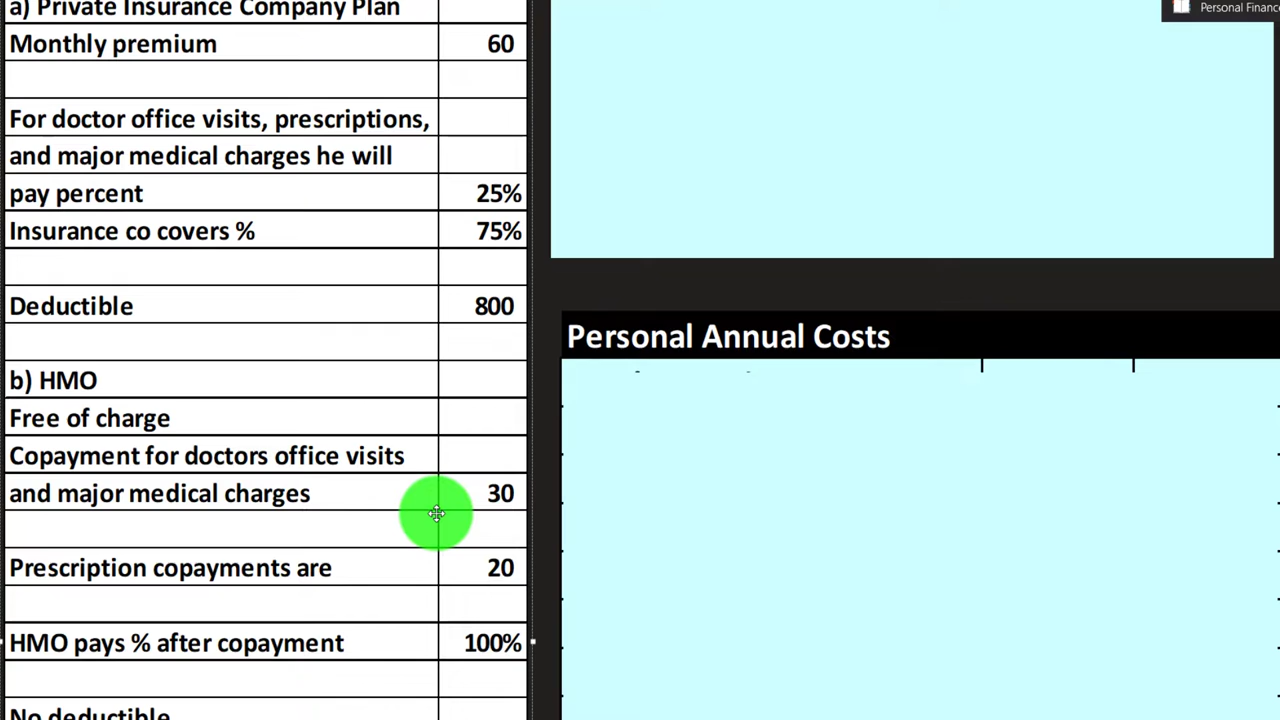 a) Private Insurance Company Plan
Personal Finance
Monthly premium 60
For doctor office visits, prescriptions,
and major medical charges he will
pay percent 25%
Insurance co covers % 75%
Deductible 800
Personal Annual Costs
b) HMO
Free of charge
Copayment for doctors office visits
and major medical charges 30
Prescription copayments are 20
HMO pays % after copayment 100%
No deductible